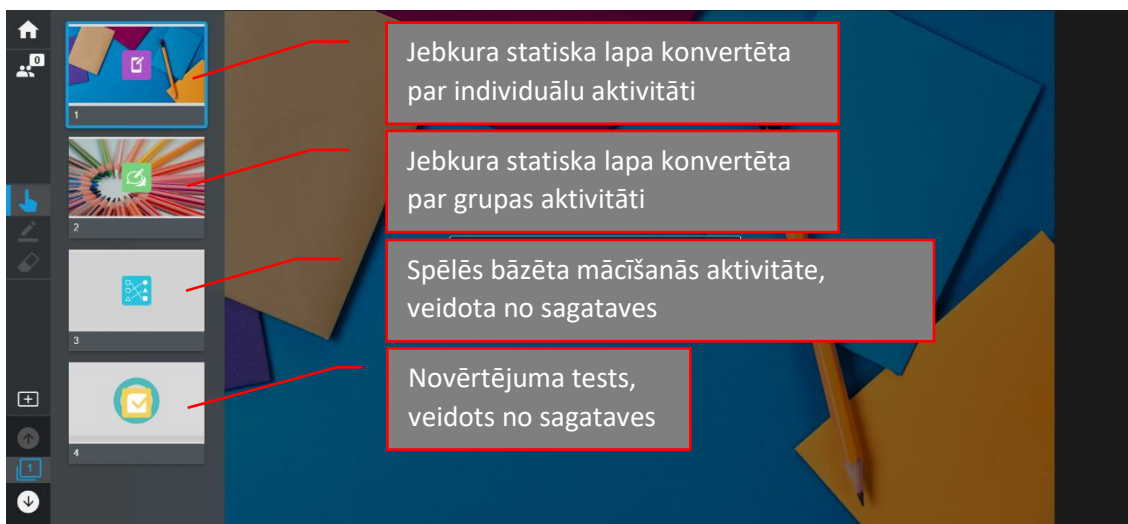 0
1
Jebkura statiska lapa konvertēta
par individuālu aktivitāti
2
Jebkura statiska lapa konvertēta
par grupas aktivitāti
3
Spēlēs bāzēta mācīšanās aktivitāte,
veidota no sagataves
4
Novērtējuma tests,
veidots no sagataves
1